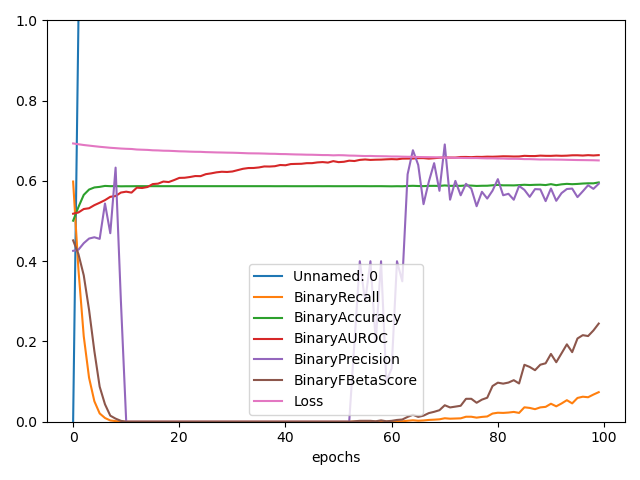 1.0
0.8
0.6
0.4
0.2
0.0
Unnamed: 0
BinaryRecall
BinaryAccuracy
BinaryAUROC
BinaryPrecision
BinaryFBetaScore
Loss
0 20 40 60 80 100
epochs